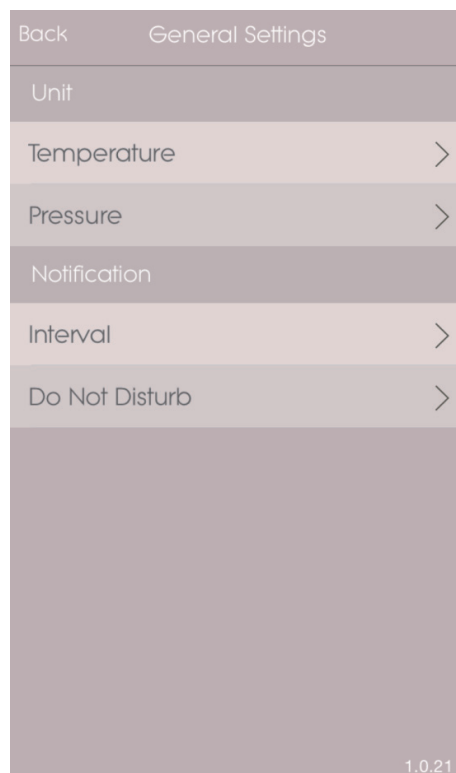 Back General Settings
Unit
Temperature
Pressure
Notification
Interval
Do Not Disturb
1.0.21